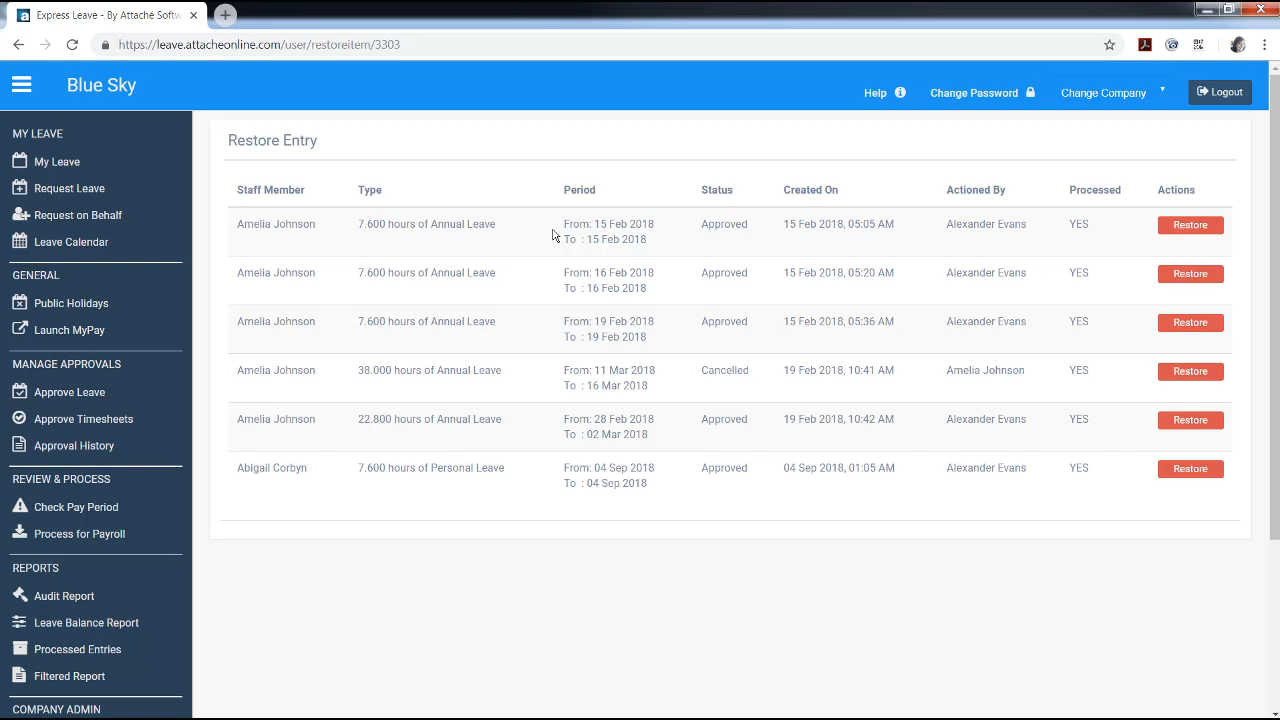 Express Leave - By Attaché Softw
https://leave.attacheonline.com/user/restoreitem/3303
Blue Sky
Help
Change Password
Change Company
Logout
MY LEAVE
My Leave
Request Leave
Request on Behalf
Leave Calendar
GENERAL
Public Holidays
Launch MyPay
MANAGE APPROVALS
Approve Leave
Approve Timesheets
Approval History
REVIEW & PROCESS
Check Pay Period
Process for Payroll
REPORTS
Audit Report
Leave Balance Report
Processed Entries
Filtered Report
COMPANY ADMIN
Restore Entry
Staff Member Type Period Status Created On Actioned By Processed Actions
Amelia Johnson 7.600 hours of Annual Leave From: 15 Feb 2018 Approved 15 Feb 2018, 05:05 AM Alexander Evans YES Restore
To : 15 Feb 2018
Amelia Johnson 7.600 hours of Annual Leave From: 16 Feb 2018 Approved 15 Feb 2018, 05:20 AM Alexander Evans YES Restore
To : 16 Feb 2018
Amelia Johnson 7.600 hours of Annual Leave From: 19 Feb 2018 Approved 15 Feb 2018, 05:36 AM Alexander Evans YES Restore
To : 19 Feb 2018
Amelia Johnson 38.000 hours of Annual Leave From: 11 Mar 2018 Cancelled 19 Feb 2018, 10:41 AM Amelia Johnson YES Restore
To : 16 Mar 2018
Amelia Johnson 22.800 hours of Annual Leave From: 28 Feb 2018 Approved 19 Feb 2018, 10:42 AM Alexander Evans YES Restore
To : 02 Mar 2018
Abigail Corbyn 7.600 hours of Personal Leave From: 04 Sep 2018 Approved 04 Sep 2018, 01:05 AM Alexander Evans YES Restore
To : 04 Sep 2018